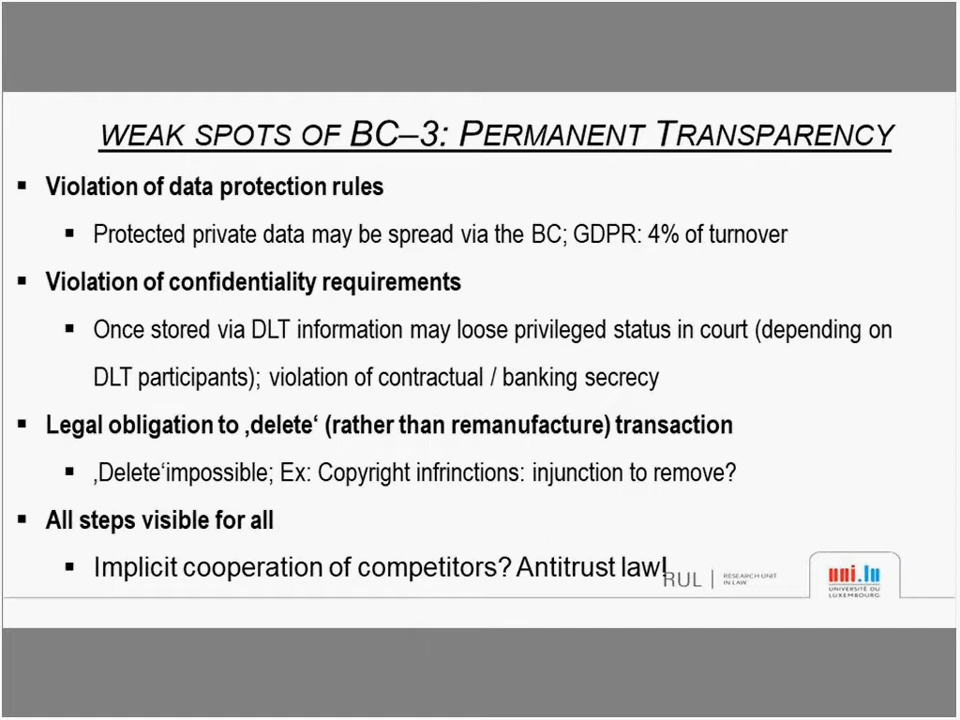 WEAK SPOTS OF BC–3: PERMANENT TRANSPARENCY
▪ Violation of data protection rules
▪ Protected private data may be spread via the BC; GDPR: 4% of turnover
▪ Violation of confidentiality requirements
▪ Once stored via DLT information may loose privileged status in court (depending on
DLT participants); violation of contractual / banking secrecy
▪ Legal obligation to ‚delete‘ (rather than remanufacture) transaction
▪ ‚Delete‘impossible; Ex: Copyright infrinctions: injunction to remove?
▪ All steps visible for all
▪ Implicit cooperation of competitors? Antitrust law!
RUL | RESEARCH UNIT
IN LAW
uni.lu
UNIVERSITÉ DU
LUXEMBOURG